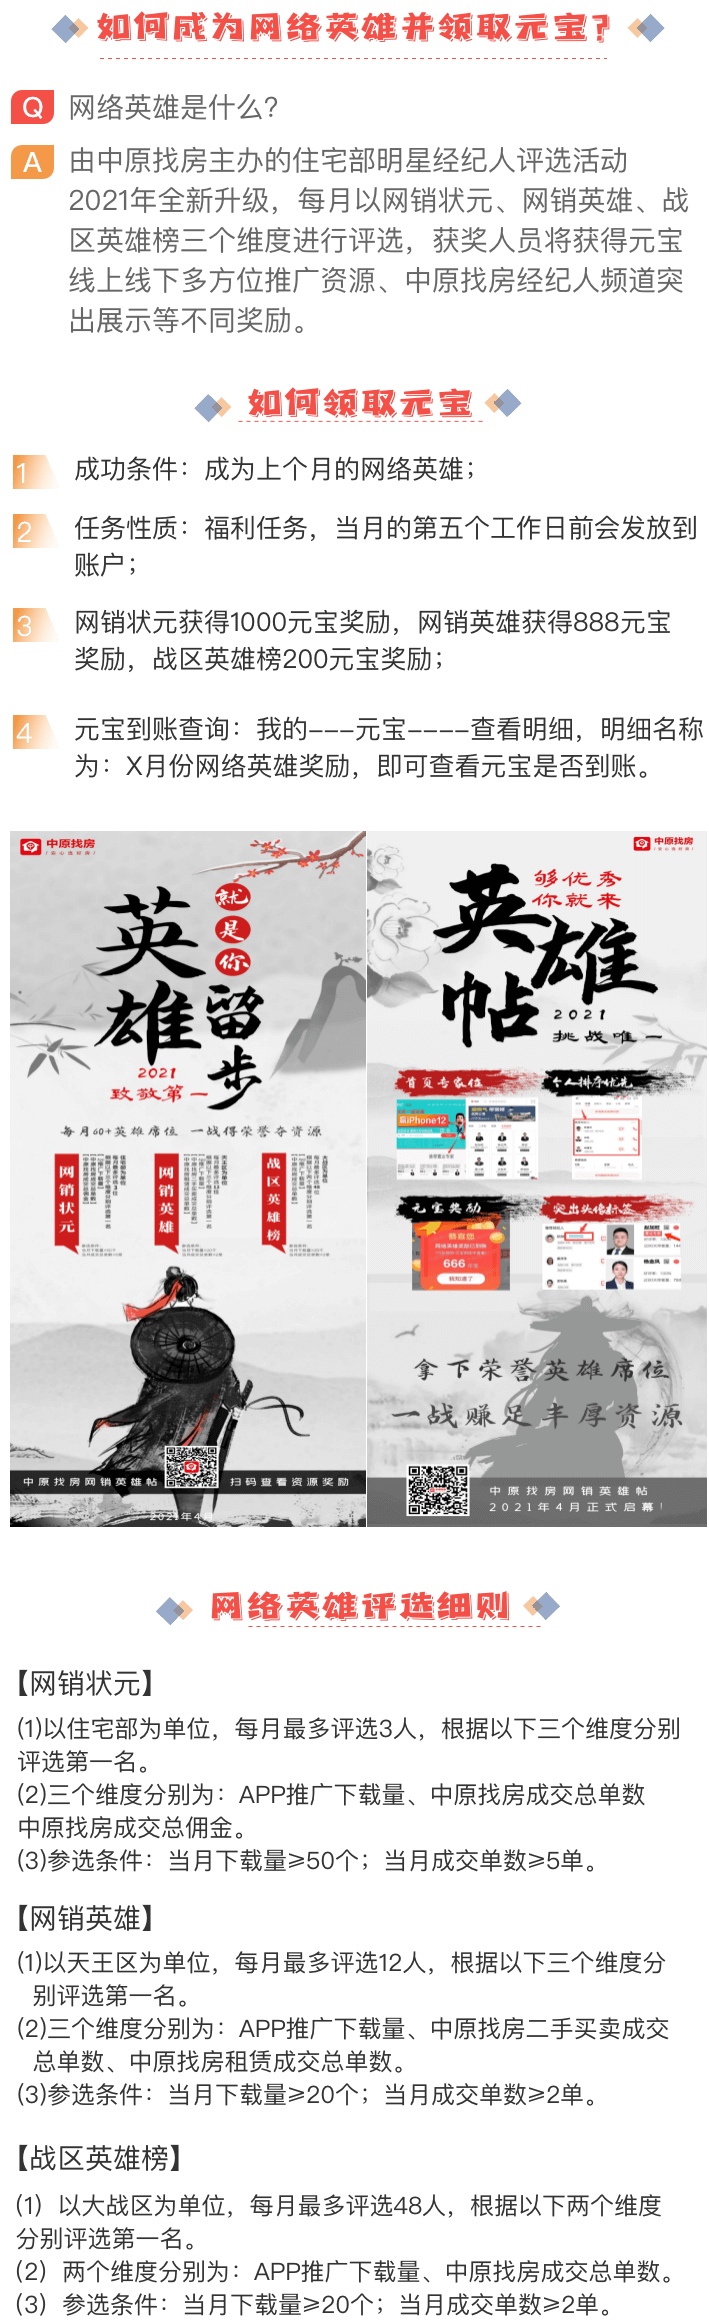 如何成为网络英雄并领取元宝?
Q 网络英雄是什么?
A 由中原找房主办的住宅部明星经纪人评选活动
2021年全新升级，每月以网销状元、网销英雄、战
区英雄榜三个维度进行评选，获奖人员将获得元宝
线上线下多方位推广资源、中原找房经纪人频道突
出展示等不同奖励。
如何领取元宝
1 成功条件：成为上个月的网络英雄；
2 任务性质：福利任务，当月的第五个工作日前会发放到
账户；
3 网销状元获得1000元宝奖励，网销英雄获得888元宝
奖励，战区英雄榜200元宝奖励；
4 元宝到账查询：我的---元宝----查看明细，明细名称
为：X月份网络英雄奖励，即可查看元宝是否到账。
中原找房
英雄
就是你
留步
2021
致敬第一
每月60+英雄席位 一战得荣誉夺资源
网销状元
网销英雄
战区英雄榜
中原找房网销英雄帖
扫码查看资源奖励
2021年4月
中原找房
英雄帖
够优秀
你就来
2021
挑战唯一
首页专家位
个人排序优先
iPhone12
元宝奖励
突出头像标签
666
我知道了
拿下荣誉英雄席位
一战赚足丰厚资源
中原找房网销英雄帖
2021年4月正式启幕！
网络英雄评选细则
【网销状元】
(1)以住宅部为单位，每月最多评选3人，根据以下三个维度分别
评选第一名。
(2)三个维度分别为：APP推广下载量、中原找房成交总单数
中原找房成交总佣金。
(3)参选条件：当月下载量≥50个；当月成交单数≥5单。
【网销英雄】
(1)以天王区为单位，每月最多评选12人，根据以下三个维度分
别评选第一名。
(2)三个维度分别为：APP推广下载量、中原找房二手买卖成交
总单数、中原找房租赁成交总单数。
(3)参选条件：当月下载量≥20个；当月成交单数≥2单。
【战区英雄榜】
(1）以大战区为单位，每月最多评选48人，根据以下两个维度
分别评选第一名。
(2）两个维度分别为：APP推广下载量、中原找房成交总单数。
(3）参选条件：当月下载量≥20个；当月成交单数≥2单。